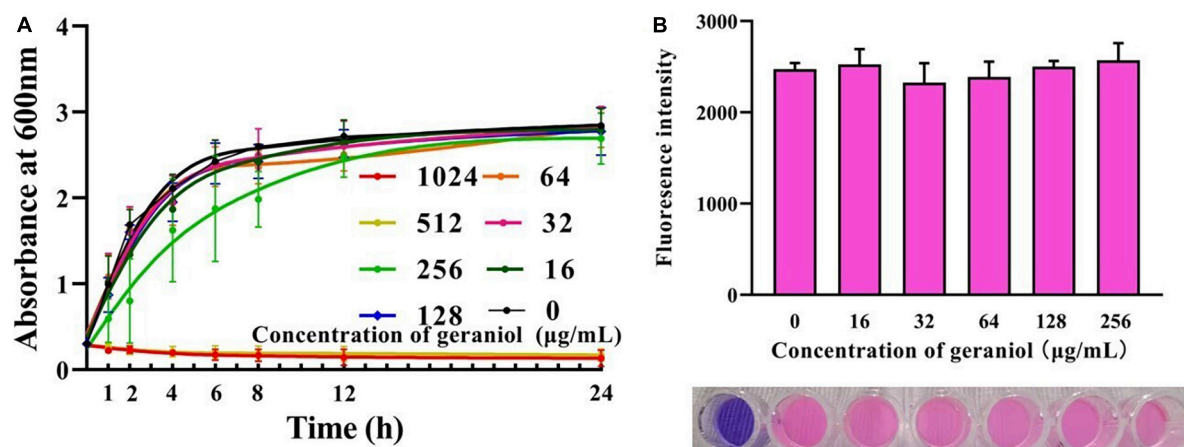 A
Absorbance at 600nm
4
3
2
1
0
1024 64
512 32
256 16
128 0
Concentration of geraniol (μg/mL)
1 2 4 6 8 12 24
Time (h)
B
Fluoresence intensity
3000
2000
1000
0
0 16 32 64 128 256
Concentration of geraniol (μg/mL)